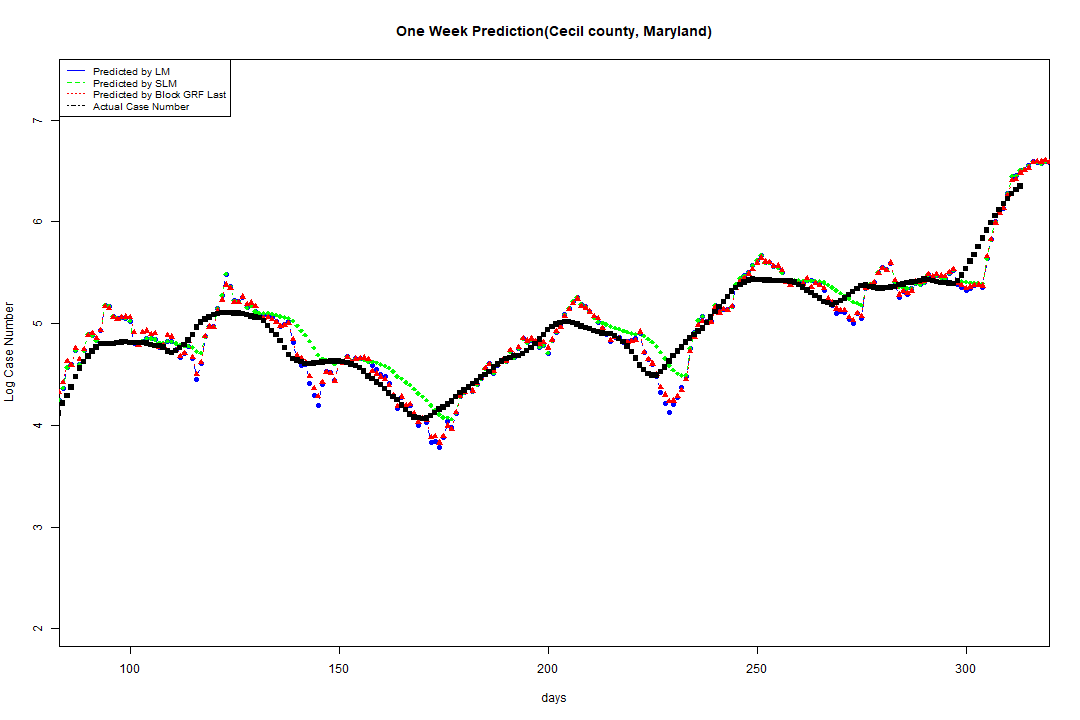 One Week Prediction(Cecil county, Maryland)
Predicted by LM
Predicted by SLM
Predicted by Block GRF Last
Actual Case Number
Log Case Number
7
6
5
4
3
2
100 150 200 250 300
days